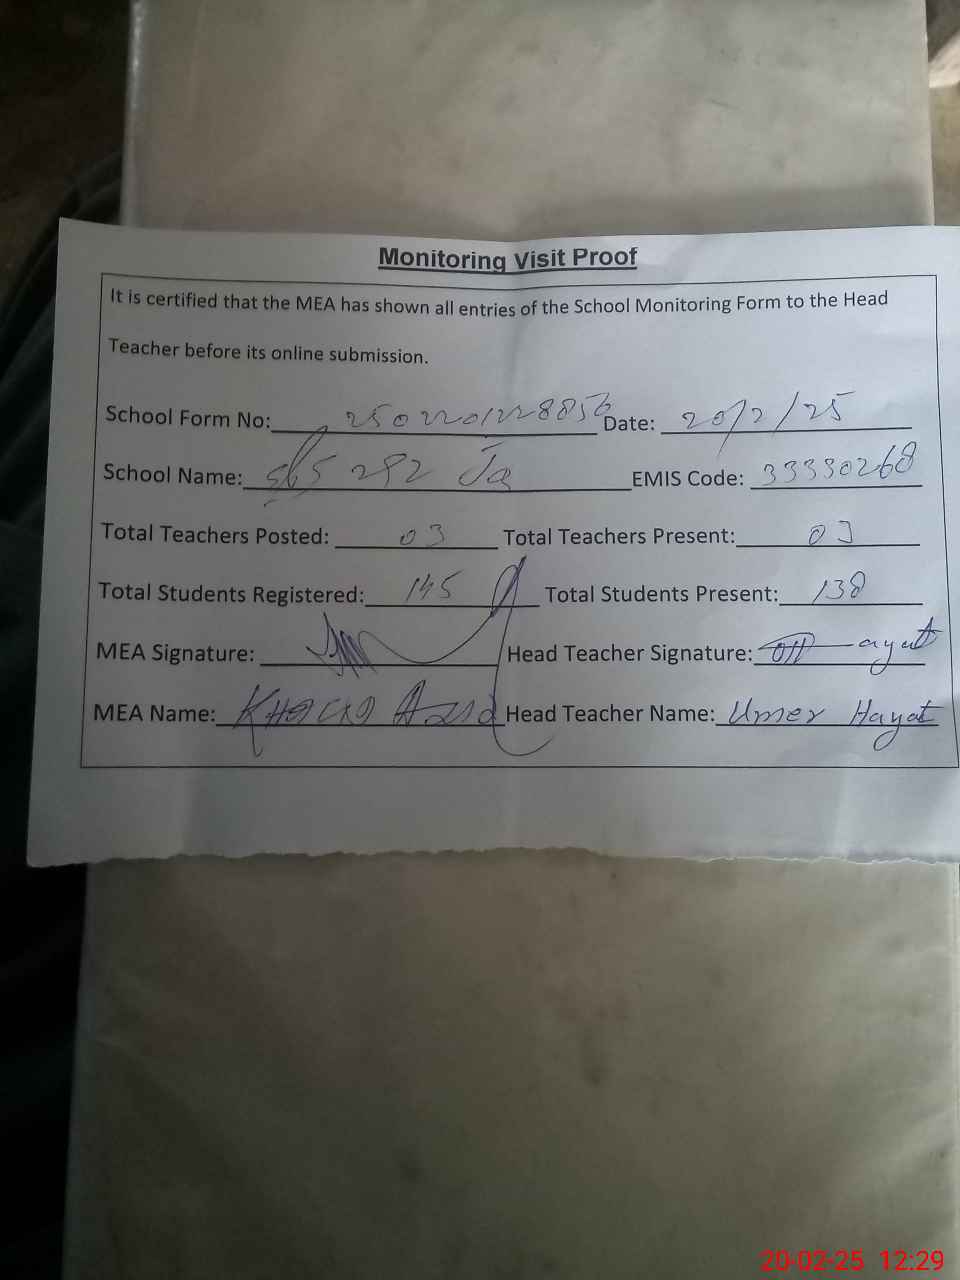 Monitoring Visit Proof
It is certified that the MEA has shown all entries of the School Monitoring Form to the Head
Teacher before its online submission.
School Form No: 2502201228856 Date: 20/2/25
School Name: 292 EMIS Code: 33330268
Total Teachers Posted: 03 Total Teachers Present: 03
Total Students Registered: 145 Total Students Present: 138
MEA Signature: Head Teacher Signature:
MEA Name: Head Teacher Name: Umer Hayat
20-02-25 12:29